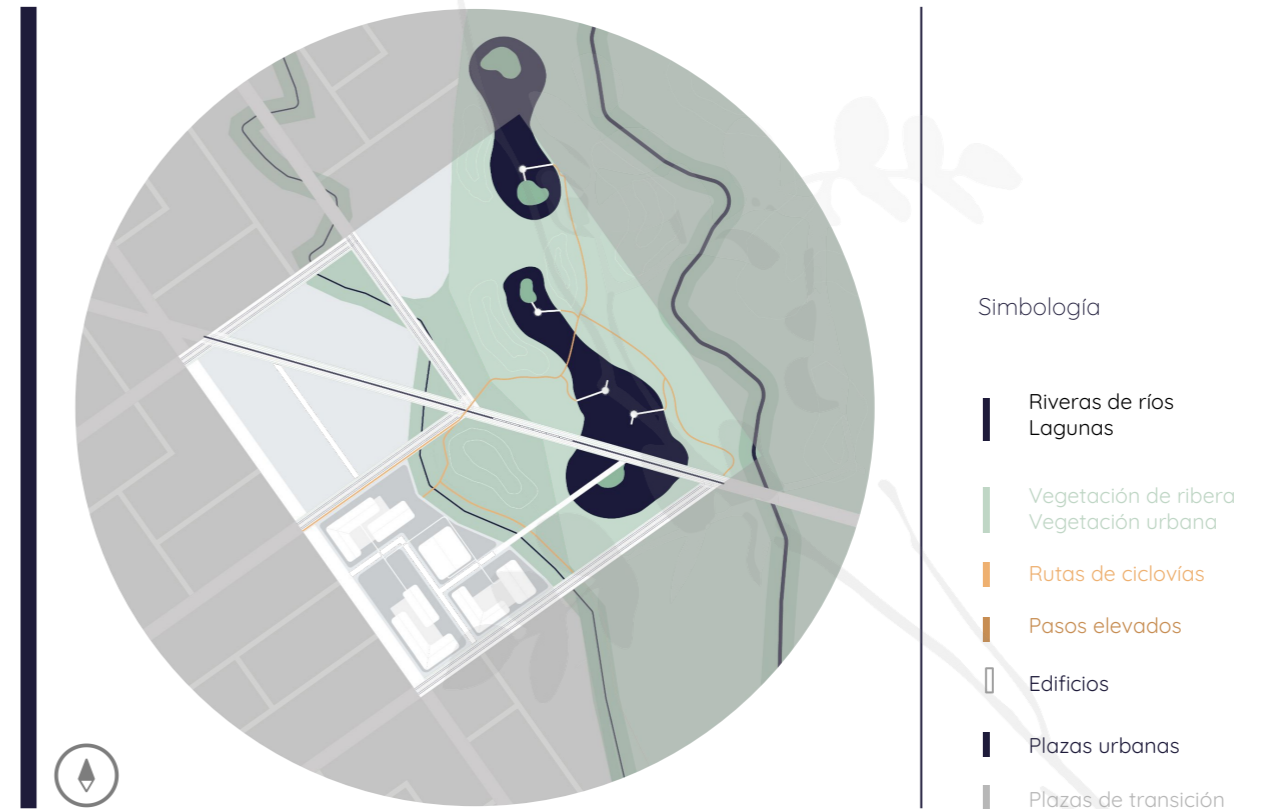 Simbología
Riveras de ríos
Lagunas
Vegetación de ribera
Vegetación urbana
Rutas de ciclovías
Pasos elevados
Edificios
Plazas urbanas
Plazas de transición